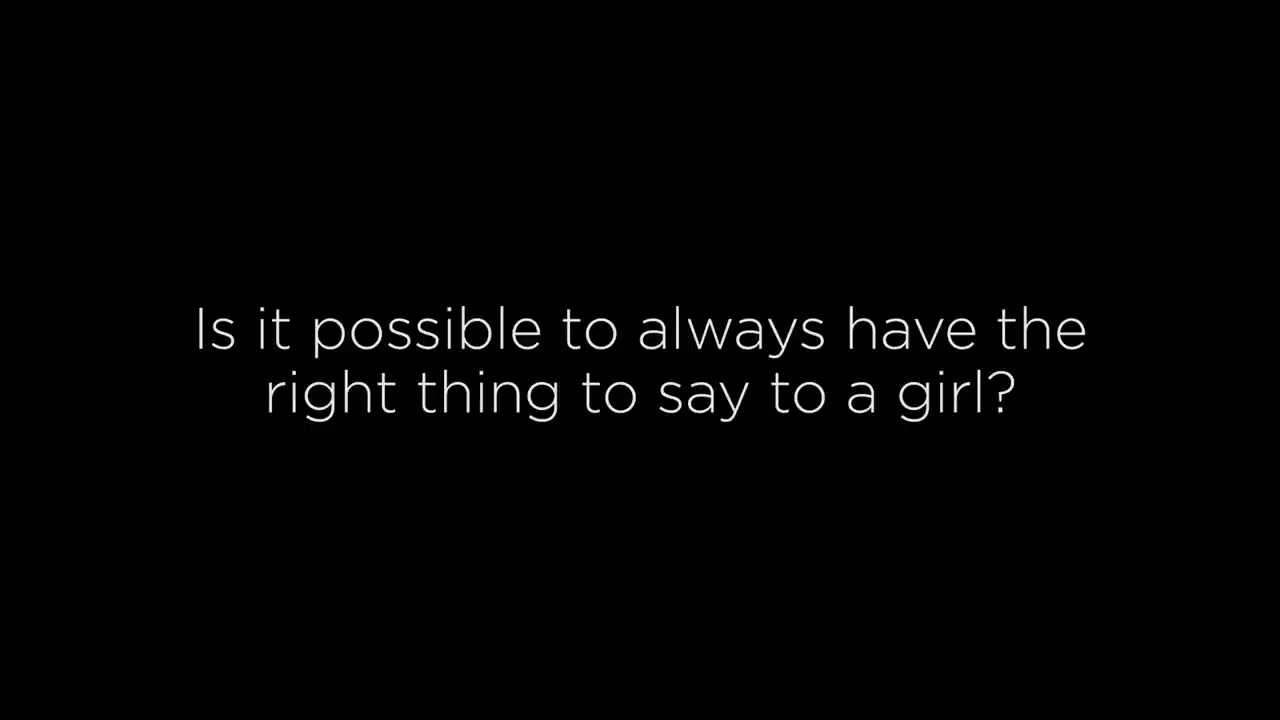 Is it possible to always have the
right thing to say to a girl?